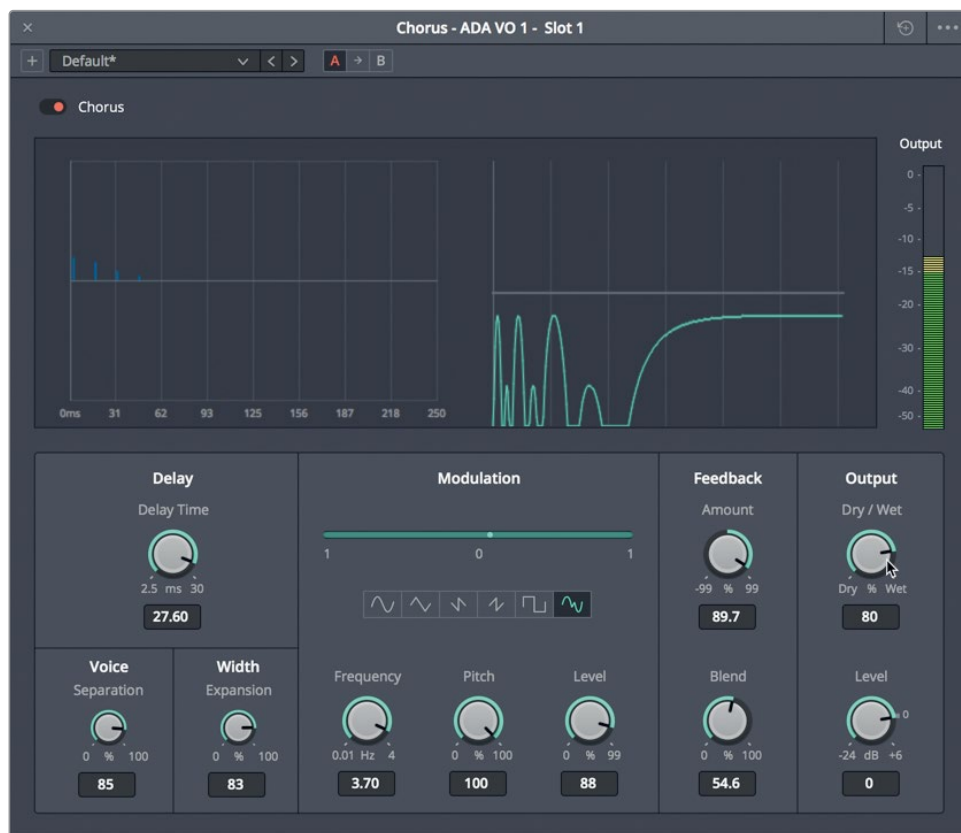 Chorus - ADA VO 1 - Slot 1
Default*
A
B
Chorus
Output
0
-5
-10
-15
-20
-30
-40
-50
0ms 31 62 93 125 156 187 218 250
Delay
Delay Time
2.5 ms 30
27.60
Voice
Separation
0 % 100
85
Width
Expansion
0 % 100
83
Modulation
1 0 1
Frequency
0.01 Hz 4
3.70
Pitch
0 % 100
100
Level
0 % 99
88
Feedback
Amount
-99 % 99
89.7
Blend
0 % 100
54.6
Output
Dry / Wet
Dry % Wet
80
Level
0
-24 dB +6
0